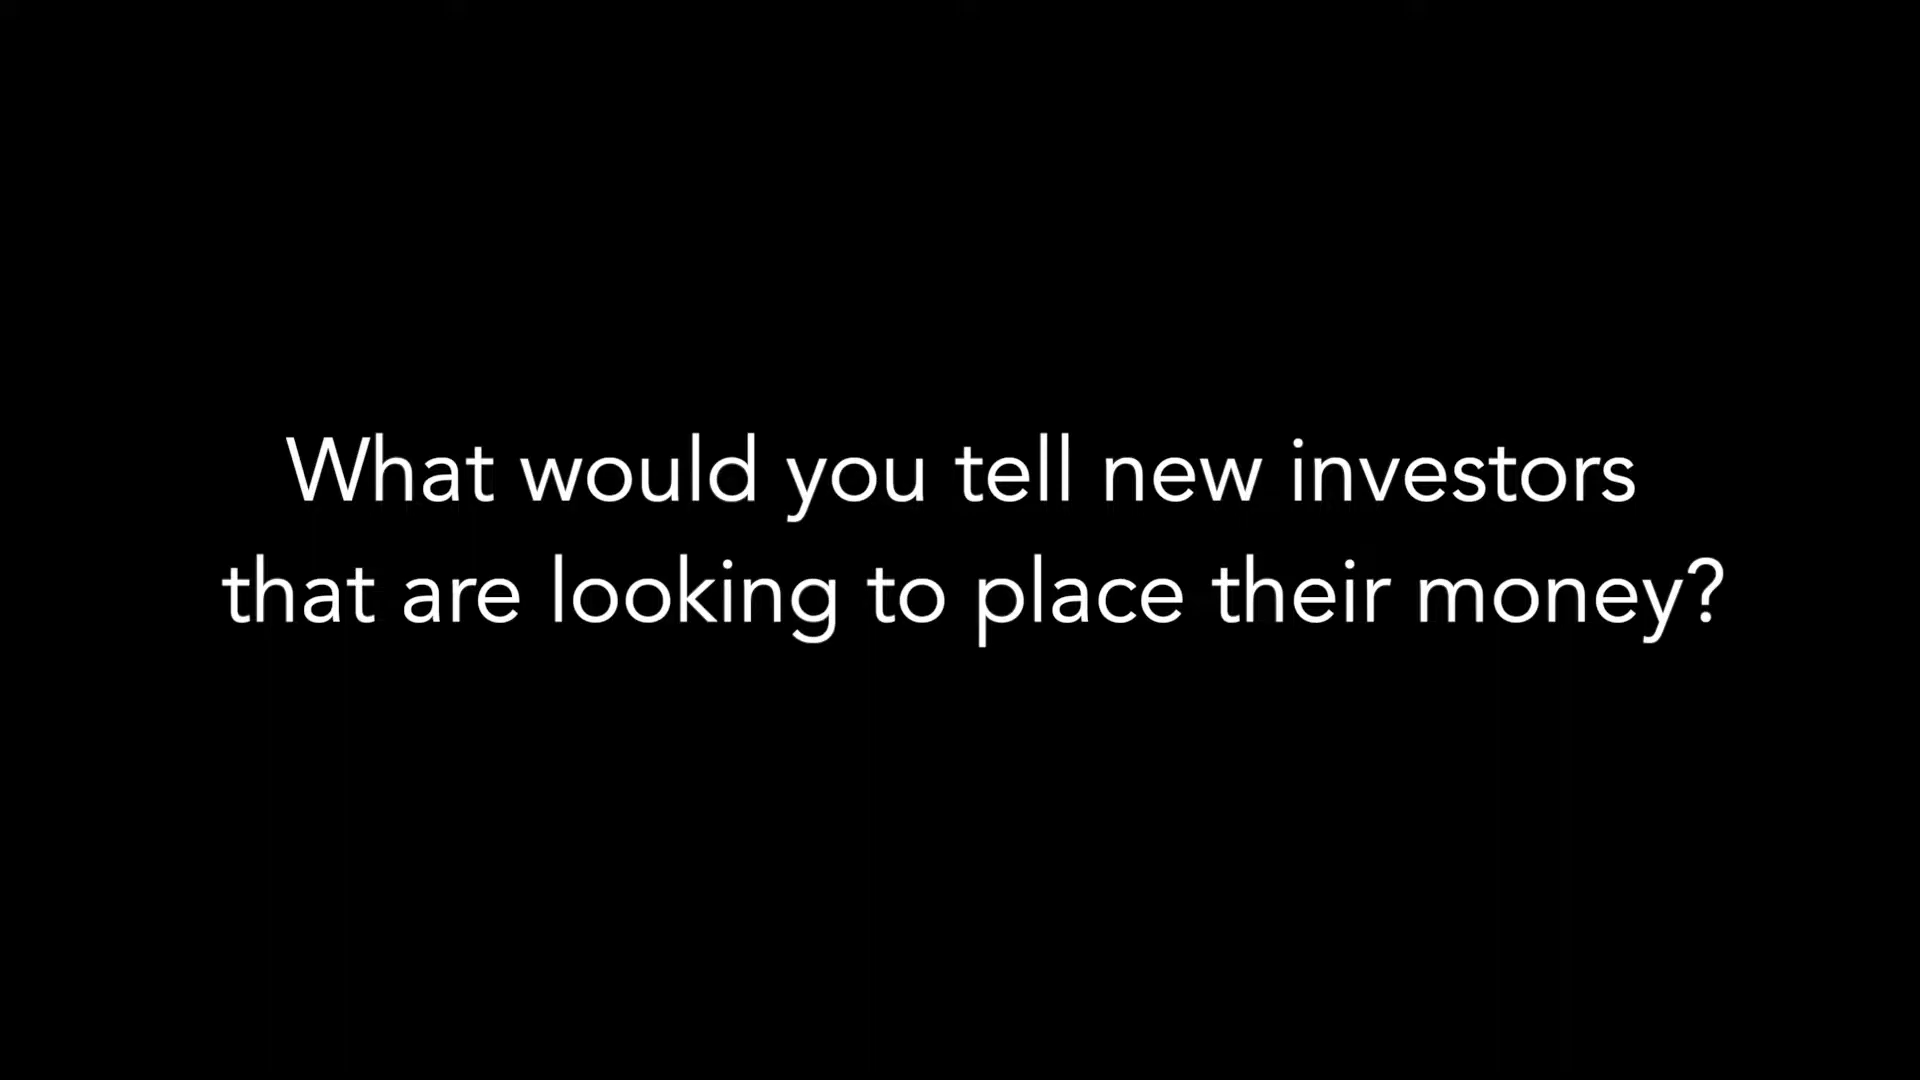 What would you tell new investors
that are looking to place their money?